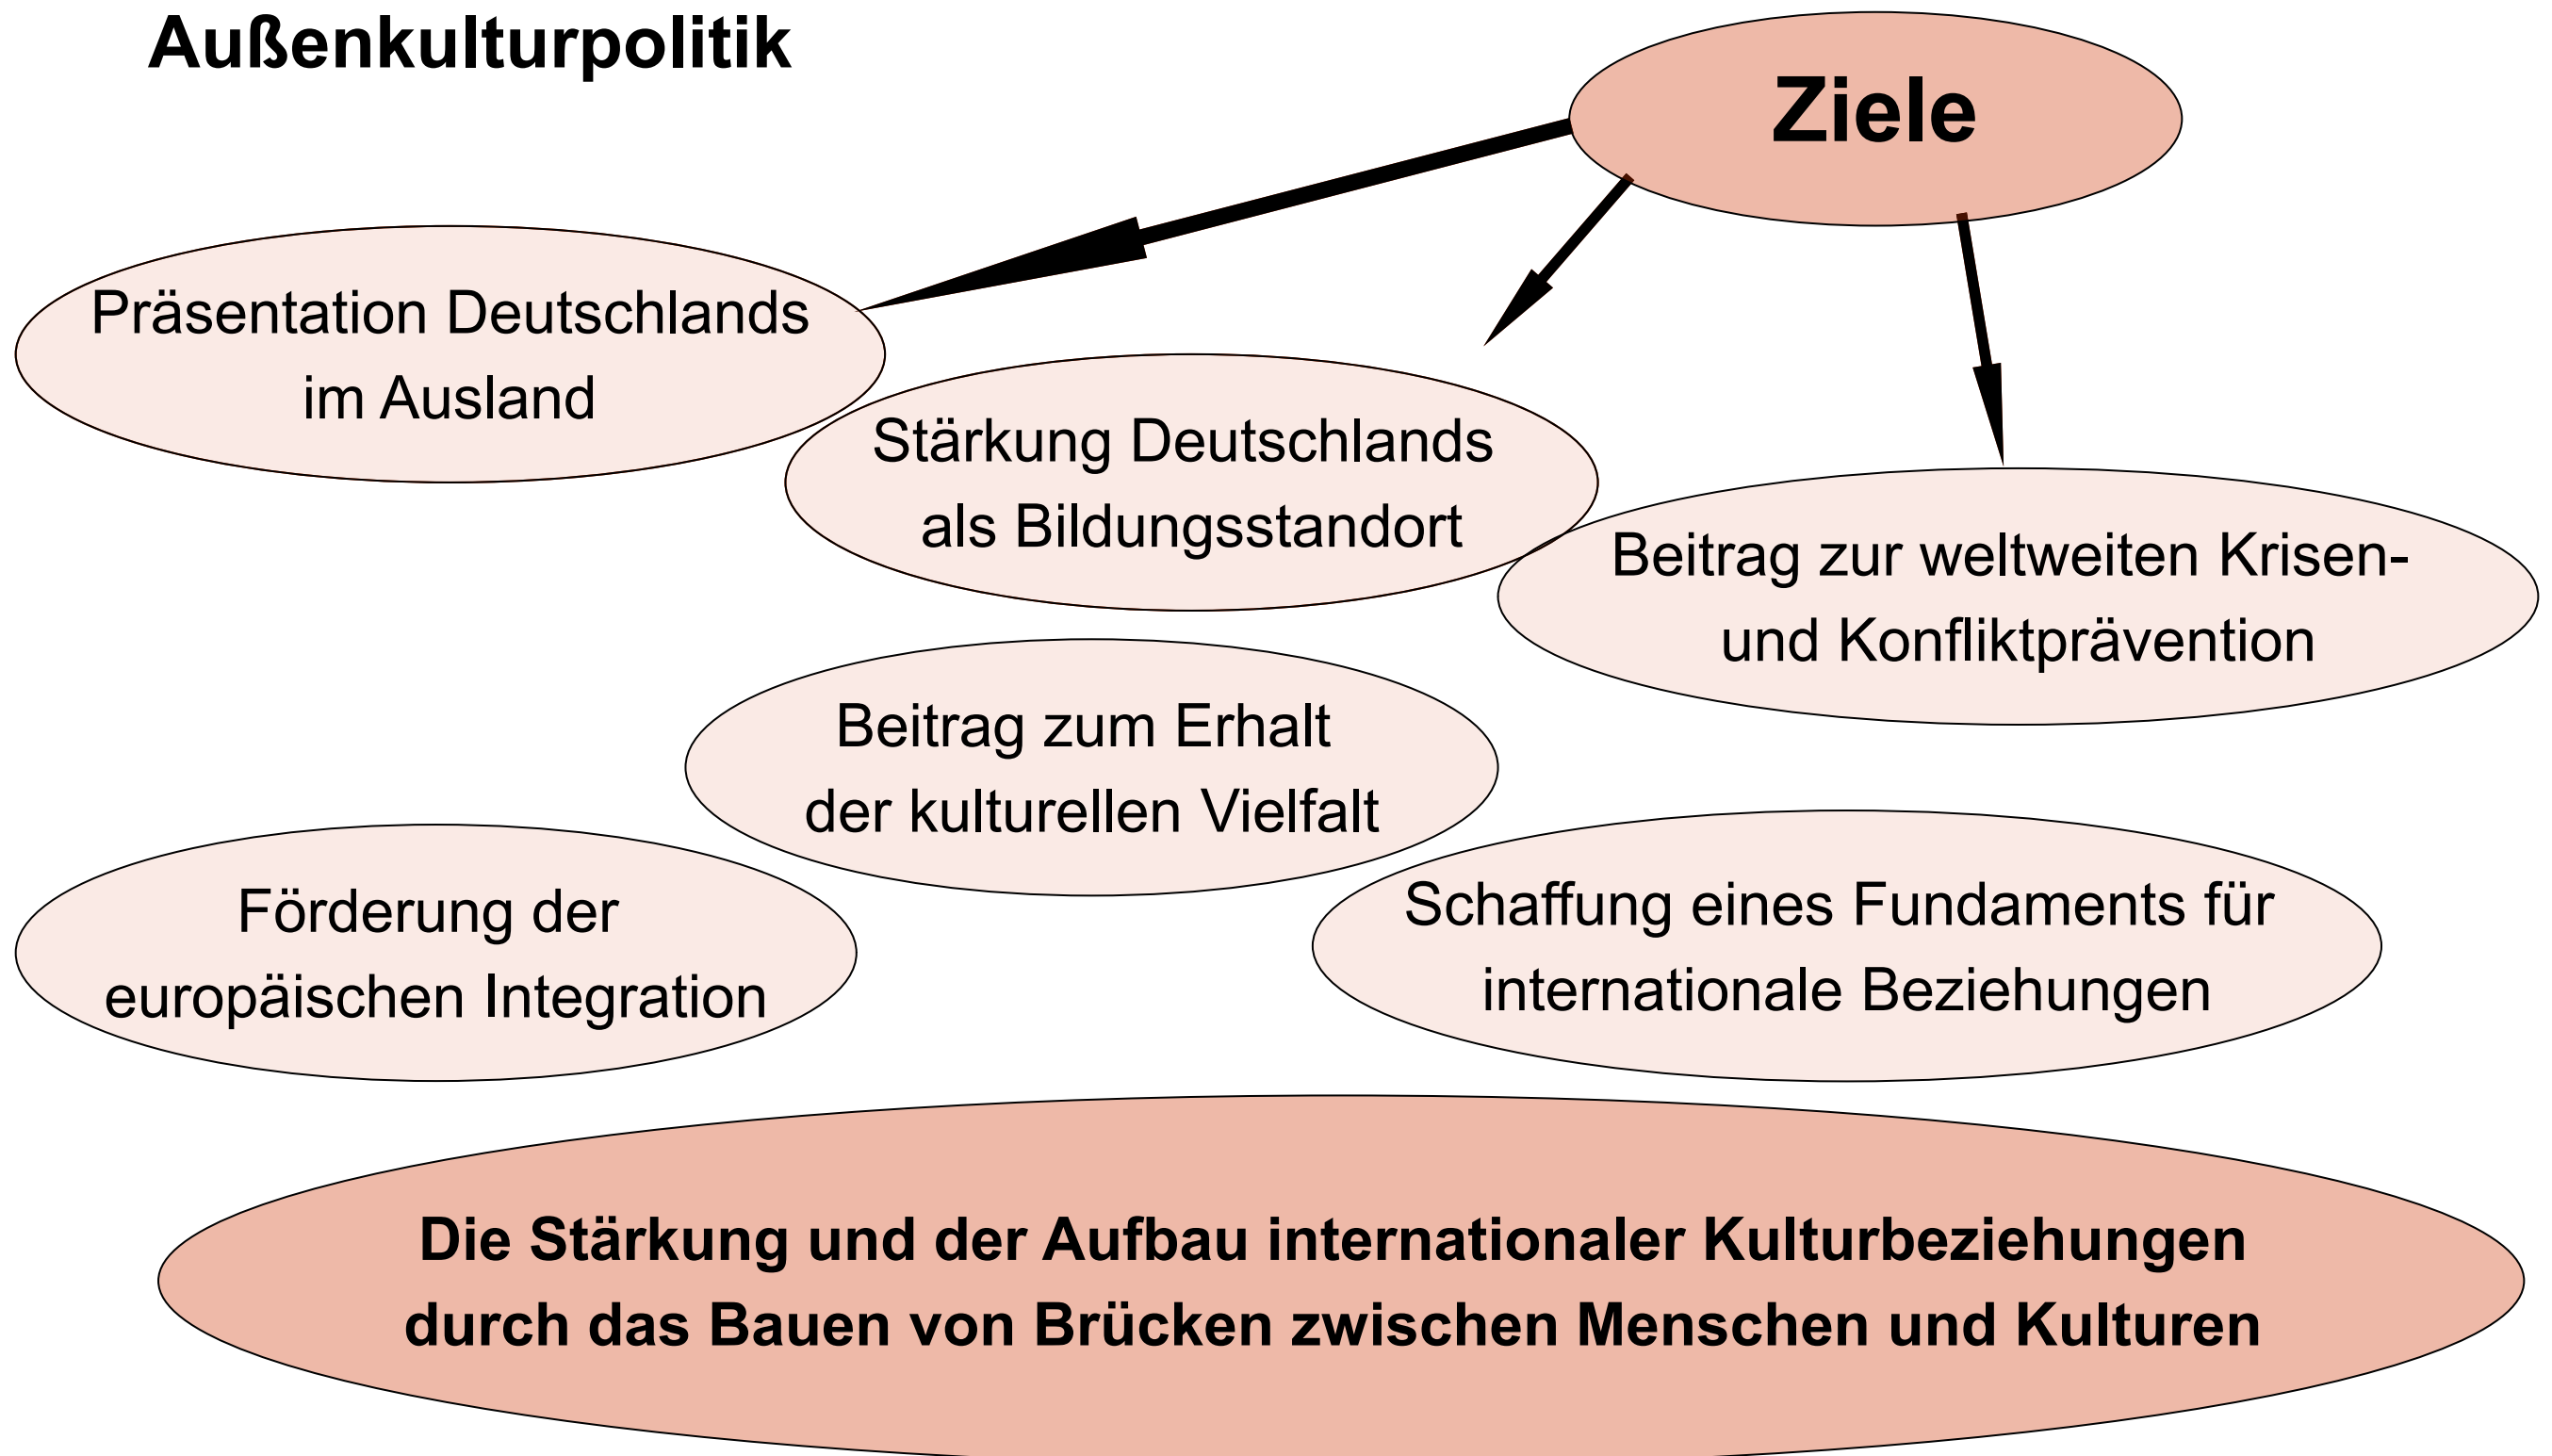 Außenkulturpolitik
Ziele
Präsentation Deutschlands
im Ausland
Stärkung Deutschlands
als Bildungsstandort
Beitrag zur weltweiten Krisen-
und Konfliktprävention
Beitrag zum Erhalt
der kulturellen Vielfalt
Förderung der
europäischen Integration
Schaffung eines Fundaments für
internationale Beziehungen
Die Stärkung und der Aufbau internationaler Kulturbeziehungen
durch das Bauen von Brücken zwischen Menschen und Kulturen